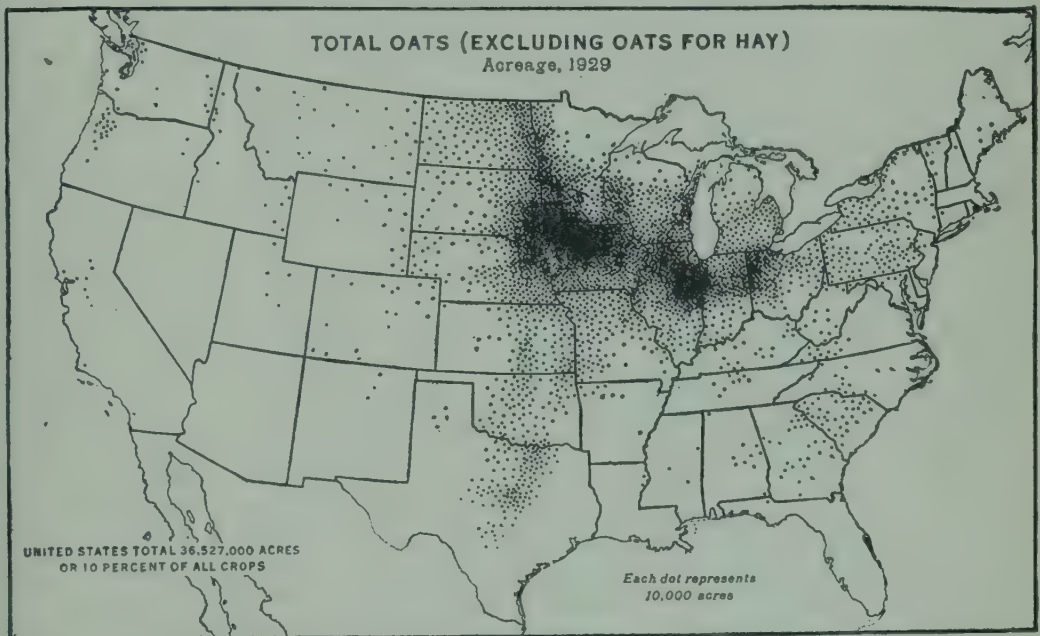 TOTAL OATS (EXCLUDING OATS FOR HAY)
Acreage, 1929
UNITED STATES TOTAL 36,527,000 ACRES
OR 10 PERCENT OF ALL CROPS
Each dot represents
10,000 acres